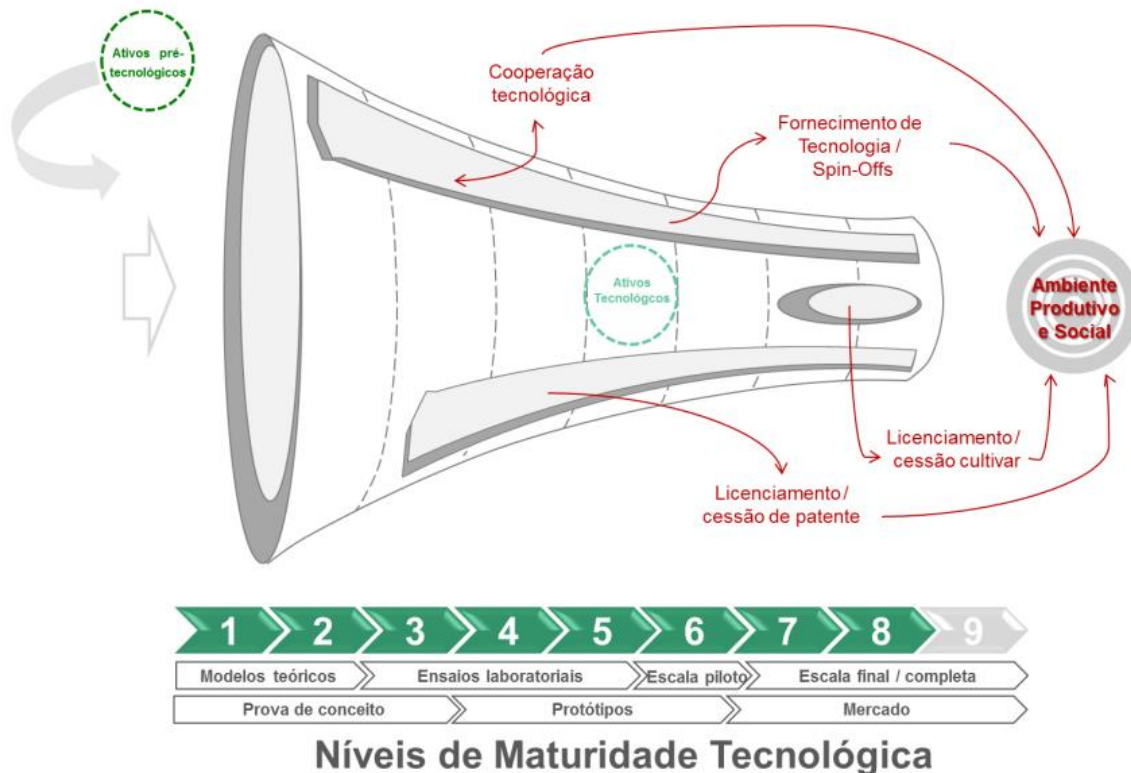 Ativos pré-
tecnológicos
Cooperação
tecnológica
Fornecimento de
Tecnologia /
Spin-Offs
Ativos
Tecnológcos
Ambiente
Produtivo
e Social
Licenciamento /
cessão cultivar
Licenciamento /
cessão de patente
1 2 3 4 5 6 7 8 9
Modelos teóricos Ensaios laboratoriais Escala piloto Escala final / completa
Prova de conceito Protótipos Mercado
Níveis de Maturidade Tecnológica